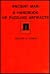 ANCIENT MAN:
A HANDBOOK
OF PUZZLING ARTIFACTS